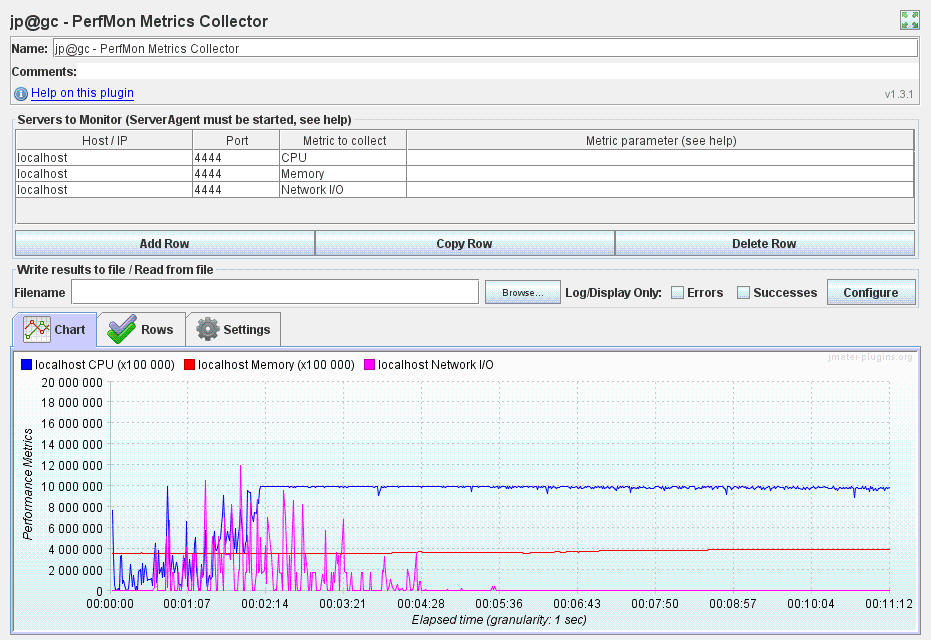 jp@gc - PerfMon Metrics Collector
Name: jp@gc - PerfMon Metrics Collector
Comments:
Help on this plugin
v1.3.1
Servers to Monitor (ServerAgent must be started, see help)
Host / IP Port Metric to collect Metric parameter (see help)
localhost 4444 CPU
localhost 4444 Memory
localhost 4444 Network I/O
Add Row Copy Row Delete Row
Write results to file / Read from file
Filename Browse... Log/Display Only: Errors Successes Configure
Chart Rows Settings
jmeter-plugins.org
localhost CPU (x100 000) localhost Memory (x100 000) localhost Network I/O
20 000 000
18 000 000
16 000 000
14 000 000
12 000 000
10 000 000
8 000 000
6 000 000
4 000 000
2 000 000
0
Performance Metrics
00:00:00 00:01:07 00:02:14 00:03:21 00:04:28 00:05:36 00:06:43 00:07:50 00:08:57 00:10:04 00:11:12
Elapsed time (granularity: 1 sec)